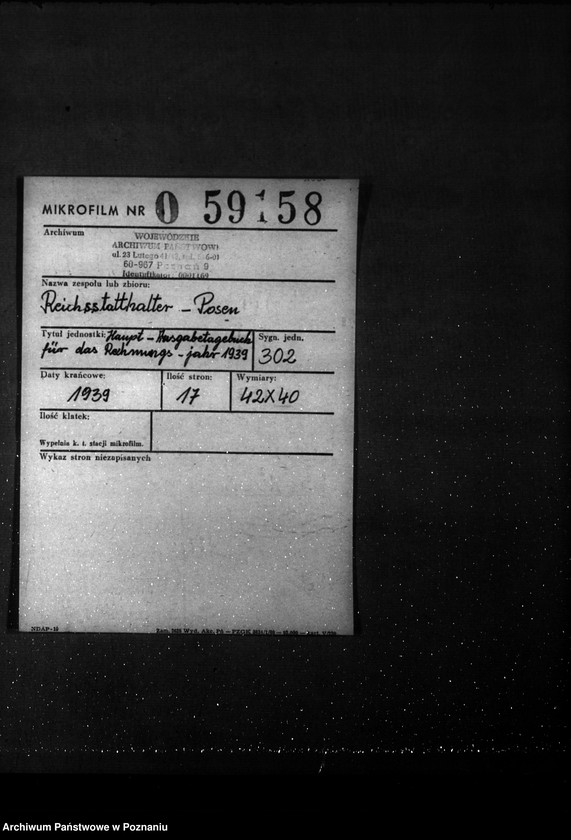 MIKROFILM NR 0 59158
Archiwum
WOJEWÓDZKIE
ARCHIWUM PAŃSTWOWE
ul. 23 Lutego
60-967 Poznań 9
Nazwa zespołu lub zbioru:
Reichsstatthalter - Posen
Tytuł jednostki: Haupt - Ausgabetagebuch
für das Rechnungs - jahr 1939
Sygn. jedn.
302
Daty krańcowe:
1939
Ilość stron:
17
Wymiary:
42X40
Ilość klatek:
Wypełnia k. t. stacji mikrofilm.
Wykaz stron niezapisanych
NDAP-15
Archiwum Państwowe w Poznaniu